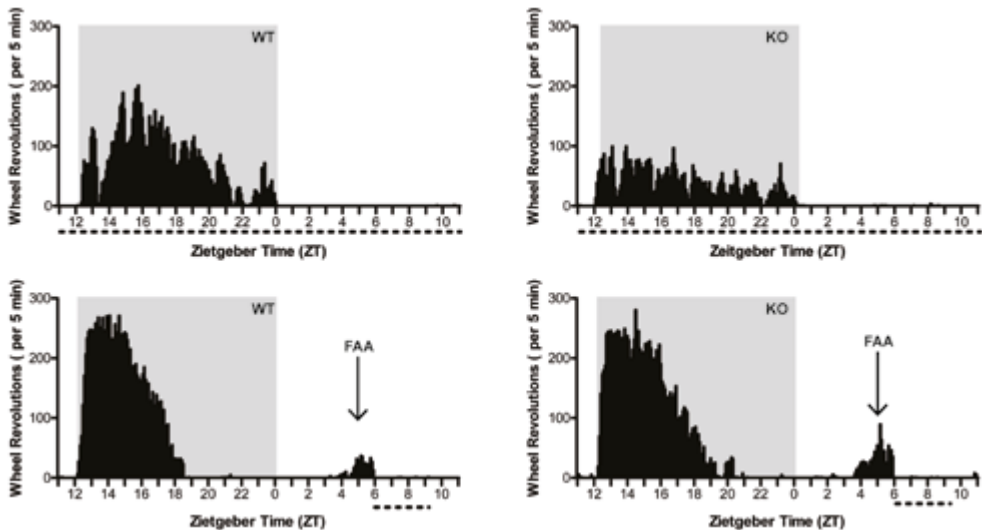 300
WT
200
100
0
Wheel Revolutions ( per 5 min)
12 14 16 18 20 22 0 2 4 6 8 10
Zietgeber Time (ZT)
300
KO
200
100
0
Wheel Revolutions ( per 5 min)
12 14 16 18 20 22 0 2 4 6 8 10
Zeitgeber Time (ZT)
300
WT
FAA
200
100
0
Wheel Revolutions ( per 5 min)
12 14 16 18 20 22 0 2 4 6 8 10
Zietgeber Time (ZT)
300
KO
FAA
200
100
0
Wheel Revolutions ( per 5 min)
12 14 16 18 20 22 0 2 4 6 8 10
Zietgeber Time (ZT)